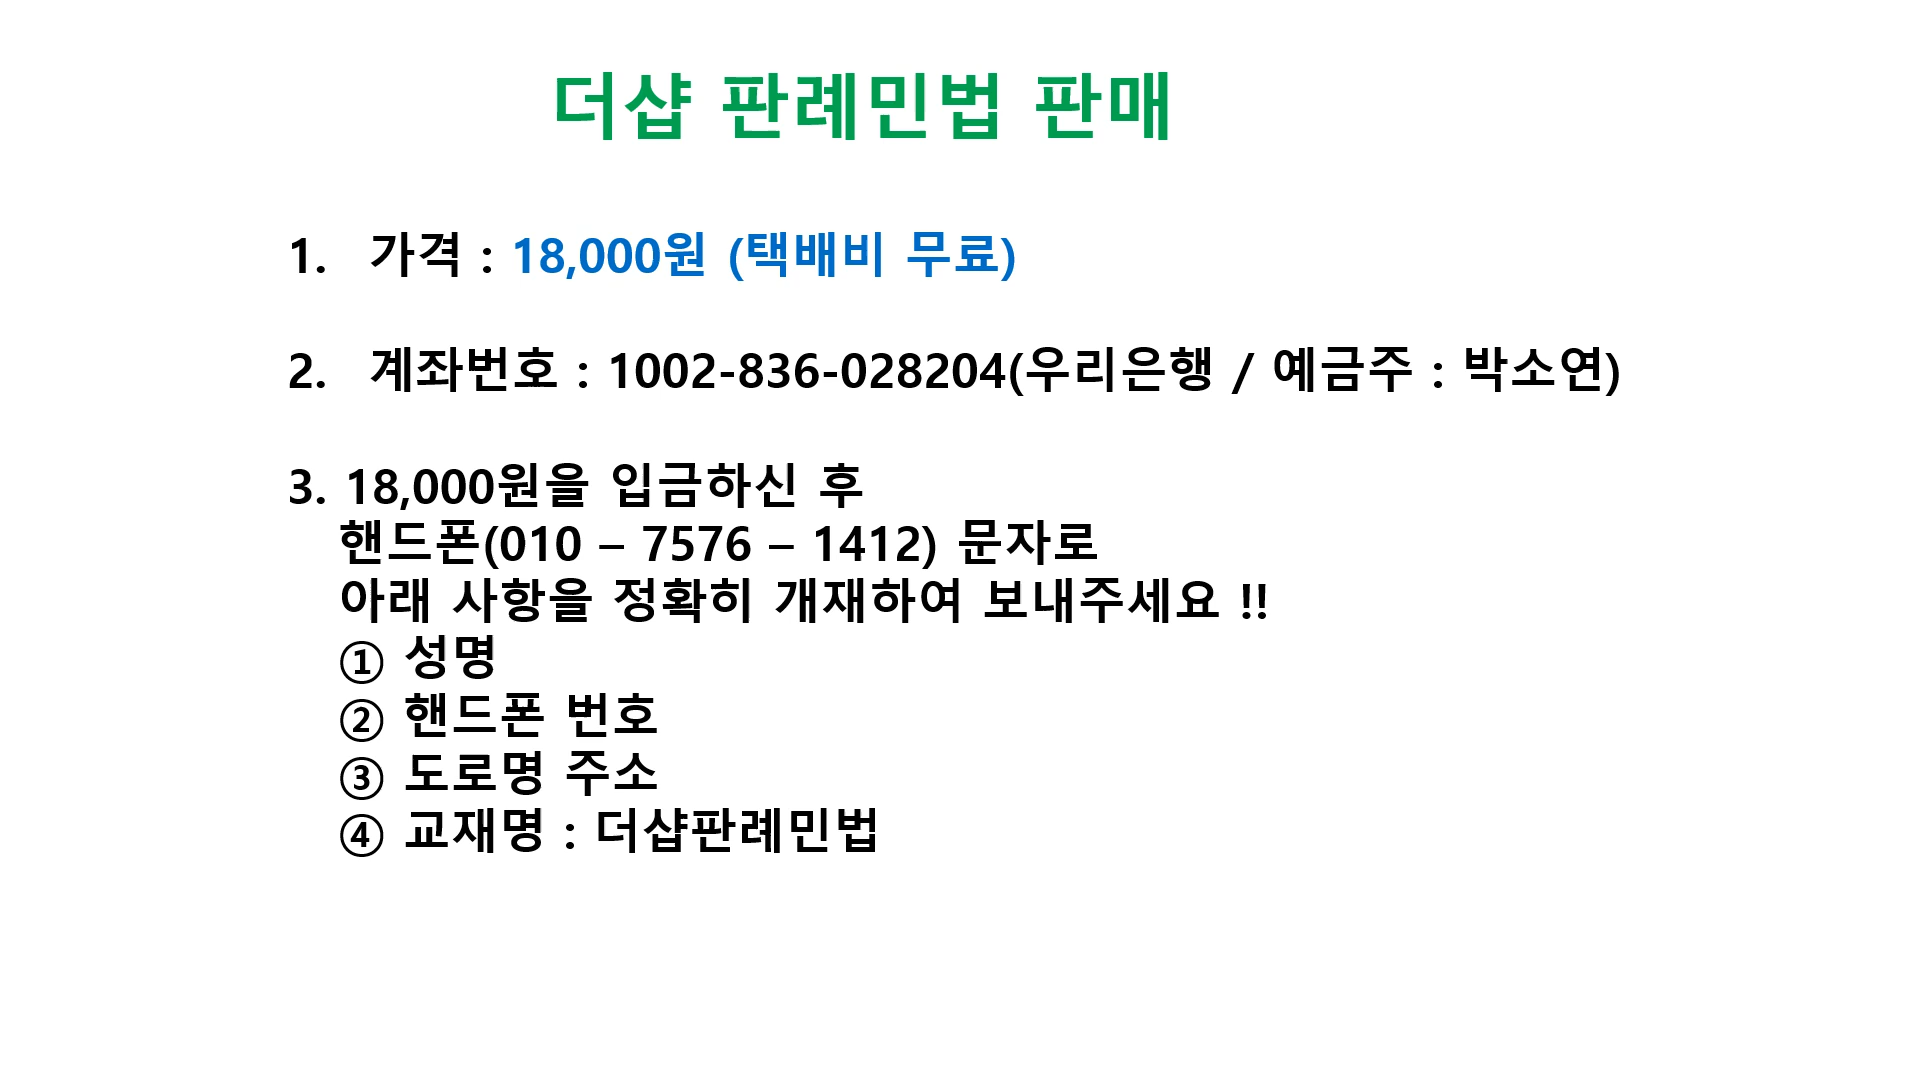 더샵 판례민법 판매
1. 가격 : 18,000원 (택배비 무료)
2. 계좌번호 : 1002-836-028204(우리은행 / 예금주 : 박소연)
3. 18,000원을 입금하신 후
핸드폰(010 – 7576 – 1412) 문자로
아래 사항을 정확히 개재하여 보내주세요 !!
① 성명
② 핸드폰 번호
③ 도로명 주소
④ 교재명 : 더샵판례민법